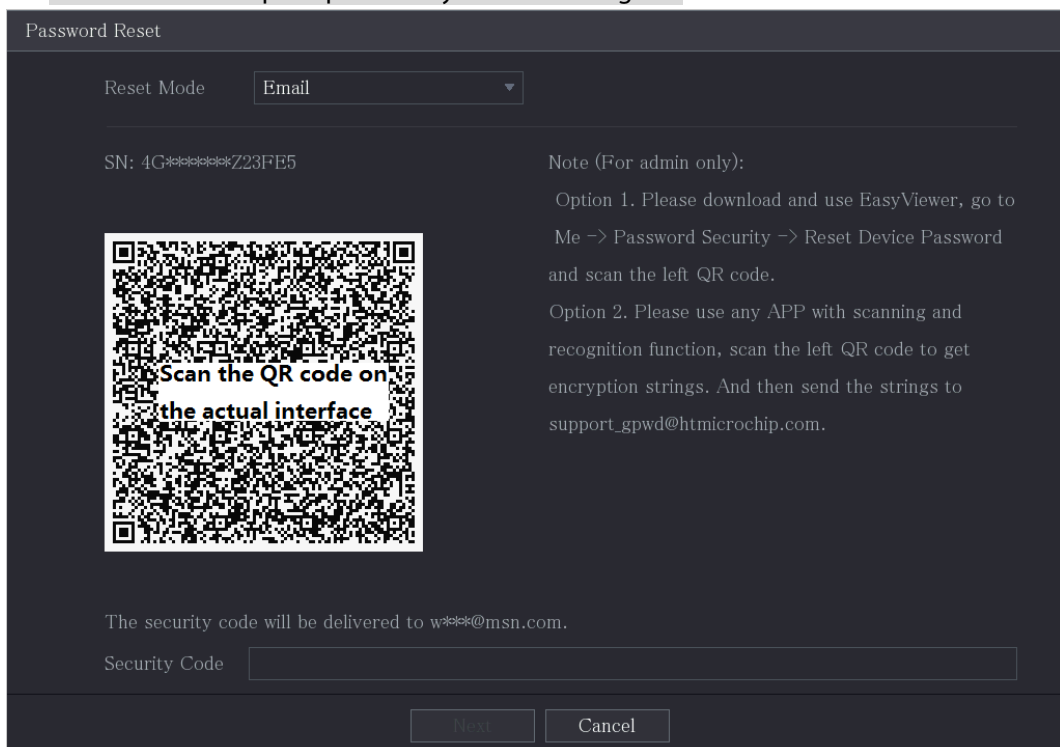 Password Reset
Reset Mode
Email
SN: 4G*******Z23FE5
Note (For admin only):
Option 1. Please download and use EasyViewer, go to
Me -> Password Security -> Reset Device Password
and scan the left QR code.
Option 2. Please use any APP with scanning and
recognition function, scan the left QR code to get
encryption strings. And then send the strings to
support_gpwd@htmicrochip.com.
Scan the QR code on
the actual interface
The security code will be delivered to w***@msn.com.
Security Code
Next
Cancel